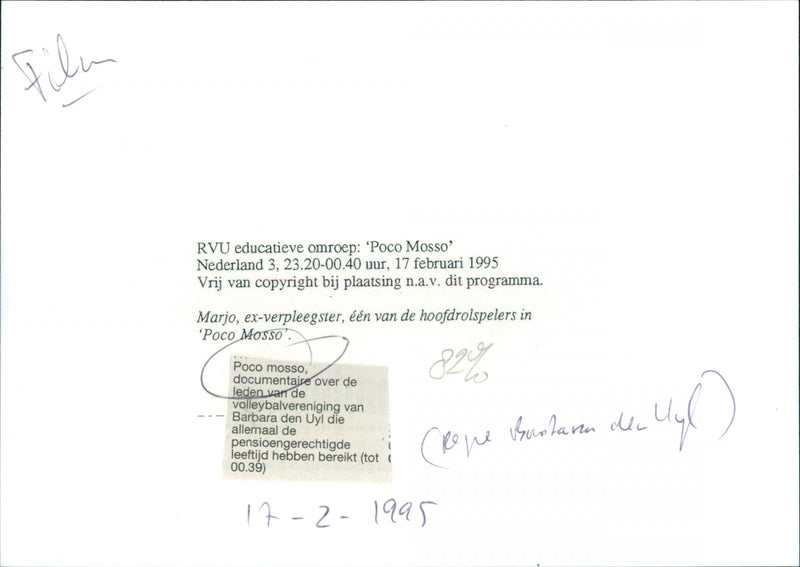 Film
RVU educatieve omroep: ‘Poco Mosso’
Nederland 3, 23.20-00.40 uur, 17 februari 1995
Vrij van copyright bij plaatsing n.a.v. dit programma.
Marjo, ex-verpleegster, één van de hoofdrolspelers in
‘Poco Mosso’.
Poco mosso,
documentaire over de
leden van de
volleybalvereniging van
Barbara den Uyl die
allemaal de
pensioengerechtigde
leeftijd hebben bereikt (tot
00.39)
82%
(regie Barbara den Uyl)
17-2-1995